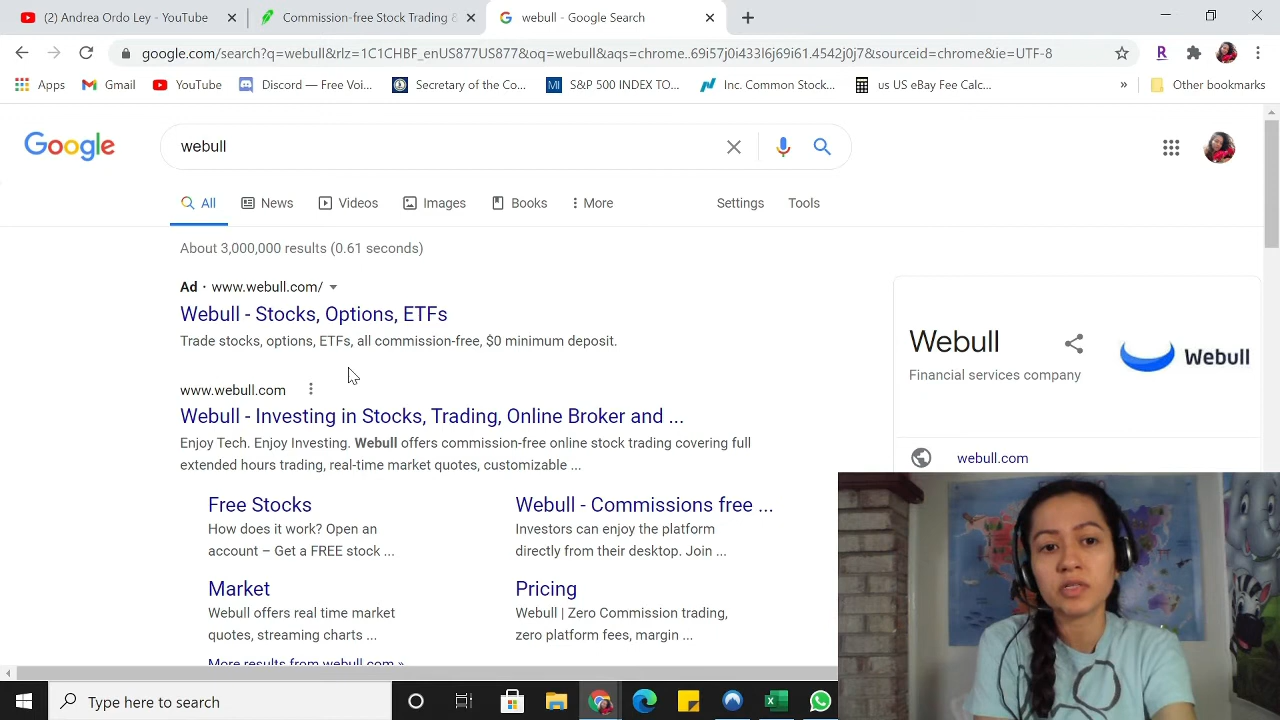 (2) Andrea Ordo Ley - YouTube
Commission-free Stock Trading &
webull - Google Search
google.com/search?q=webull&rlz=1C1CHBF_enUS877US877&oq=webull&aqs=chrome..69i57j0i433l6j69i61.4542j0j7&sourceid=chrome&ie=UTF-8
R
Apps
Gmail
YouTube
Discord — Free Voi...
Secretary of the Co...
MI
S&P 500 INDEX TO...
Inc. Common Stock...
us US eBay Fee Calc...
»
Other bookmarks
Google
webull
All
News
Videos
Images
Books
More
Settings
Tools
About 3,000,000 results (0.61 seconds)
Ad · www.webull.com/
Webull - Stocks, Options, ETFs
Trade stocks, options, ETFs, all commission-free, $0 minimum deposit.
www.webull.com
Webull - Investing in Stocks, Trading, Online Broker and ...
Enjoy Tech. Enjoy Investing. Webull offers commission-free online stock trading covering full
extended hours trading, real-time market quotes, customizable ...
Free Stocks
How does it work? Open an
account – Get a FREE stock ...
Webull - Commissions free ...
Investors can enjoy the platform
directly from their desktop. Join ...
Market
Webull offers real time market
quotes, streaming charts ...
Pricing
Webull | Zero Commission trading,
zero platform fees, margin ...
More results from webull.com »
Webull
Financial services company
Webull
webull.com
Type here to search